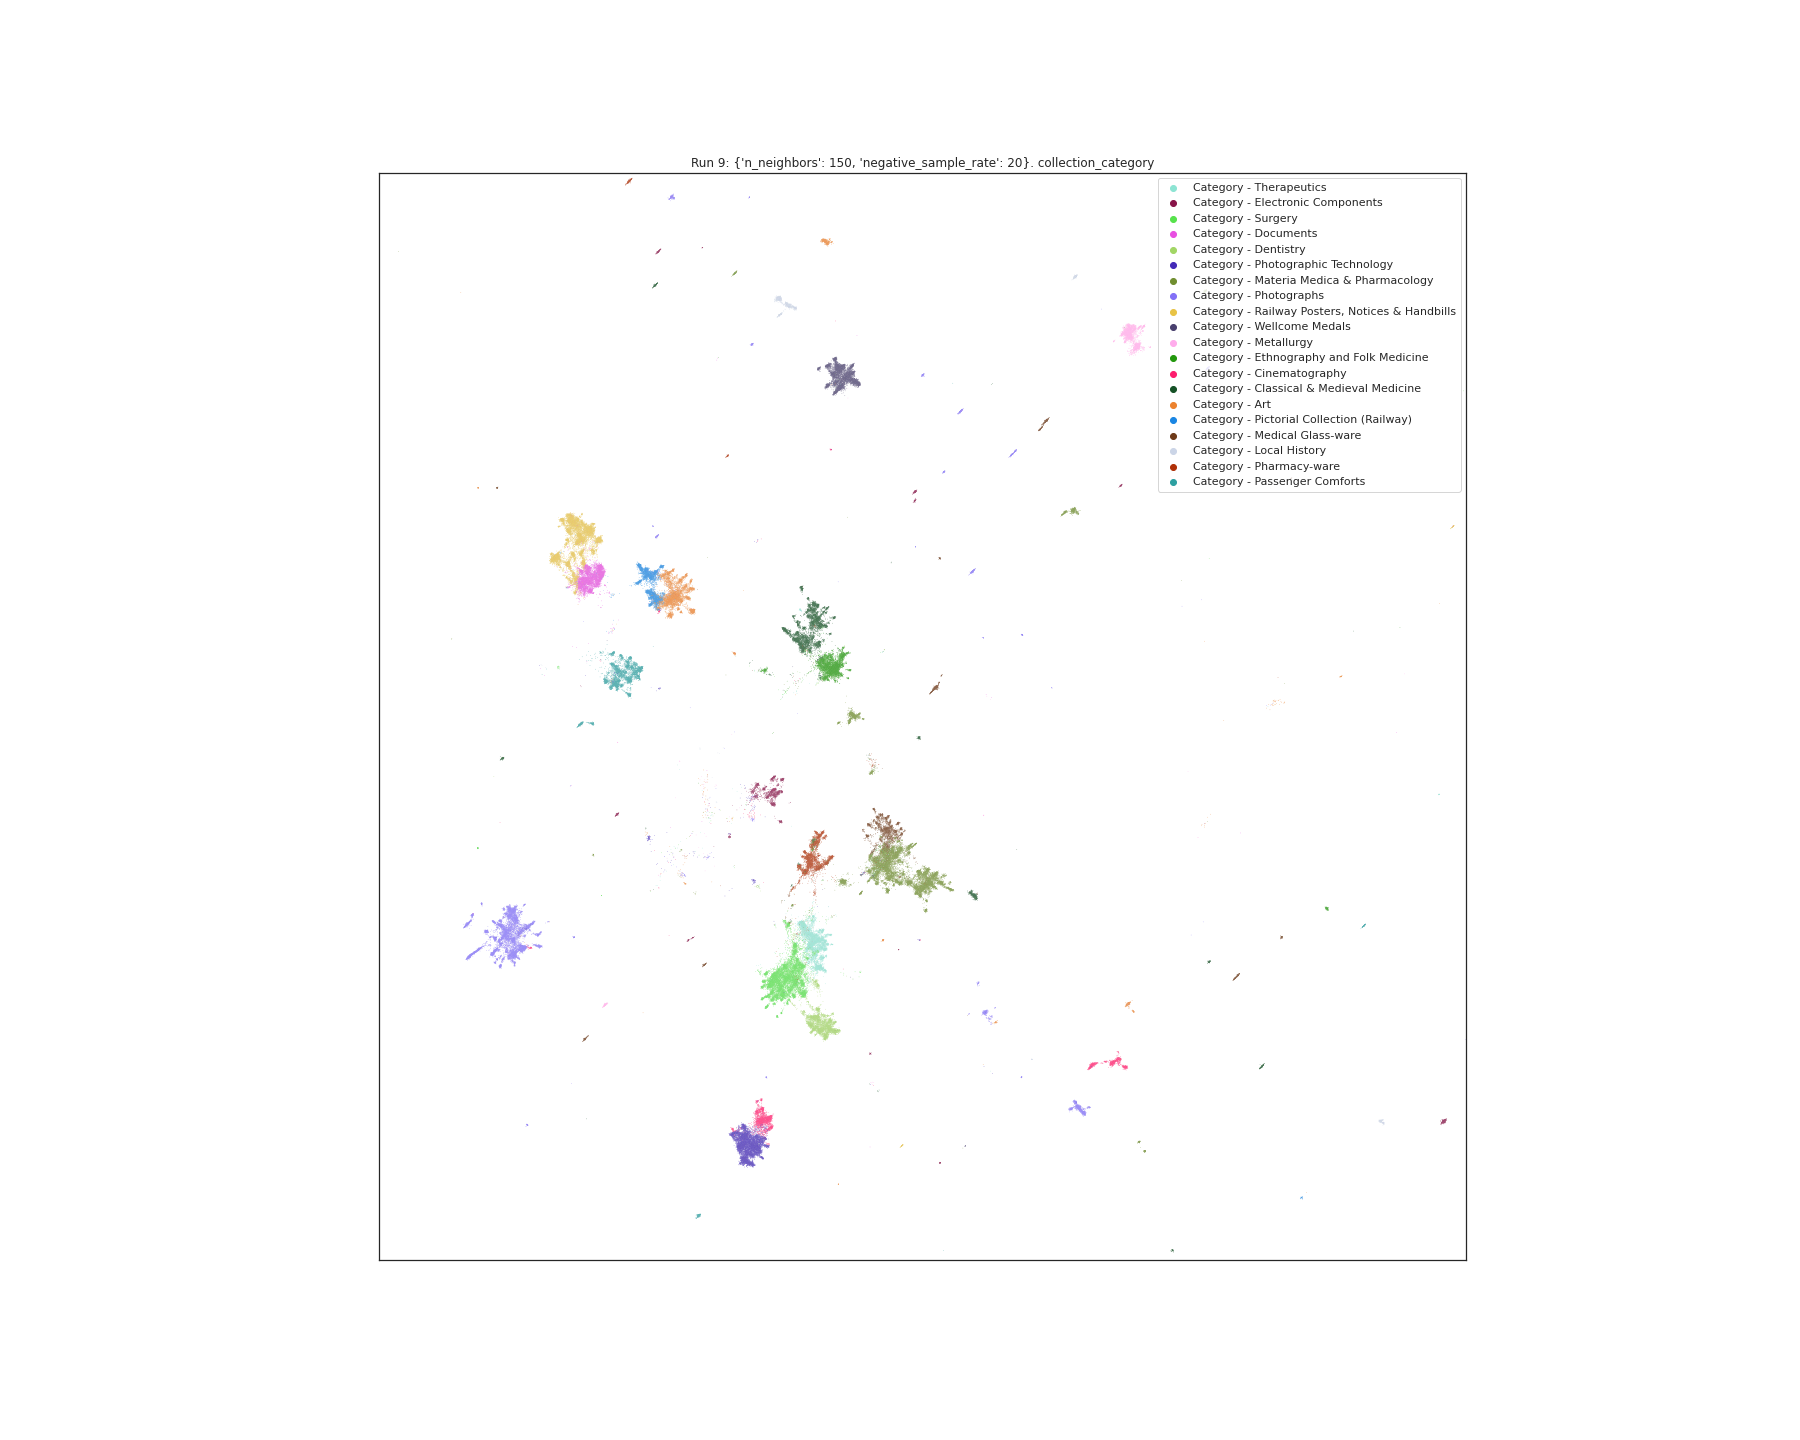 Run 9: {'n_neighbors': 150, 'negative_sample_rate': 20}. collection_category
Category - Therapeutics
Category - Electronic Components
Category - Surgery
Category - Documents
Category - Dentistry
Category - Photographic Technology
Category - Materia Medica & Pharmacology
Category - Photographs
Category - Railway Posters, Notices & Handbills
Category - Wellcome Medals
Category - Metallurgy
Category - Ethnography and Folk Medicine
Category - Cinematography
Category - Classical & Medieval Medicine
Category - Art
Category - Pictorial Collection (Railway)
Category - Medical Glass-ware
Category - Local History
Category - Pharmacy-ware
Category - Passenger Comforts